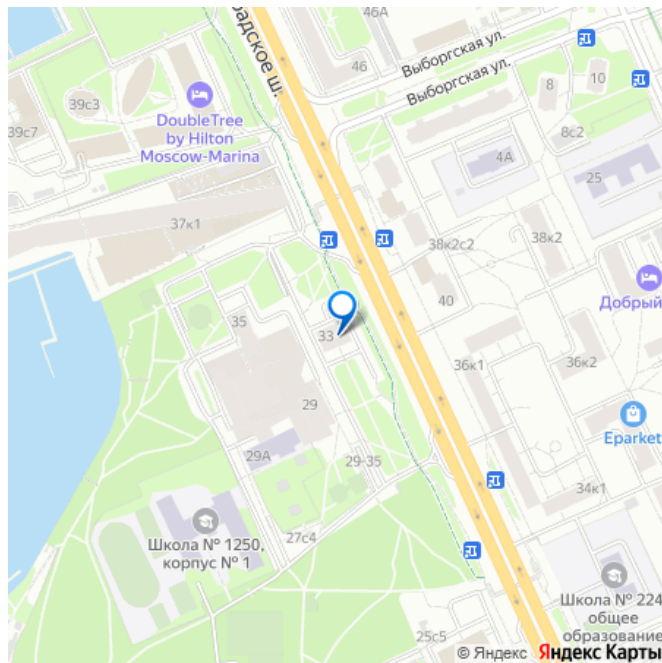 46А
радское ш.
46
Выборгская ул.
Выборгская ул.
8
10
39с3
DoubleTree
by Hilton
Moscow-Marina
39с7
8с2
4А
25
37к1
38к2с2
38к2
40
Добрый
35
33
36к1
36к2
29
Eparket
29А
29-35
34к1
27с4
Школа № 1250,
корпус № 1
Школа № 224,
общее
образование
25с5
© Яндекс Яндекс Карты